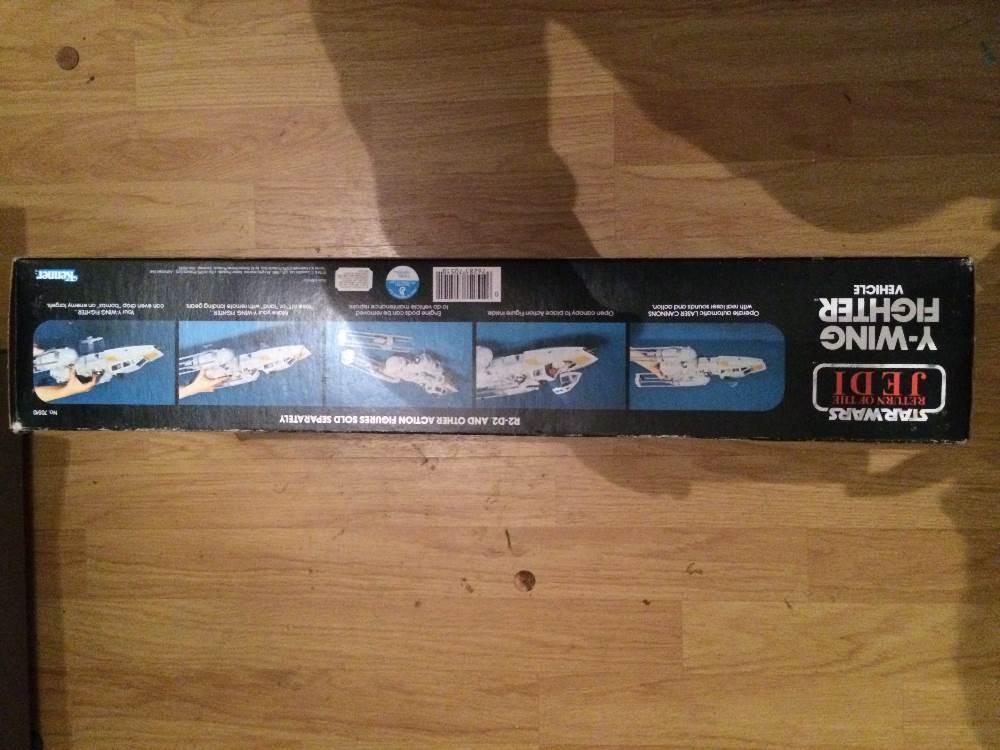 STAR WARS
RETURN OF THE
JEDI
Y-WING
FIGHTER™
VEHICLE
R2-D2 AND OTHER ACTION FIGURES SOLD SEPARATELY
Operate automatic LASER CANNONS
with real laser sounds and action.
Open canopy to place Action Figure inside
Engine pods can be removed
to do vehicle maintenance repairs.
Make your Y-WING FIGHTER
"take off" or "land" with remote landing gears
Your Y-WING FIGHTER
can even drop "bombs" on enemy targets
Kenner